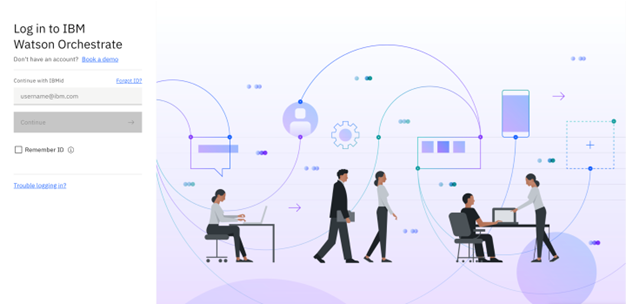 Log in to IBM
Watson Orchestrate
Don't have an account? Book a demo
Continue with IBMid Forgot ID?
username@ibm.com
Continue
Remember ID
Trouble logging in?